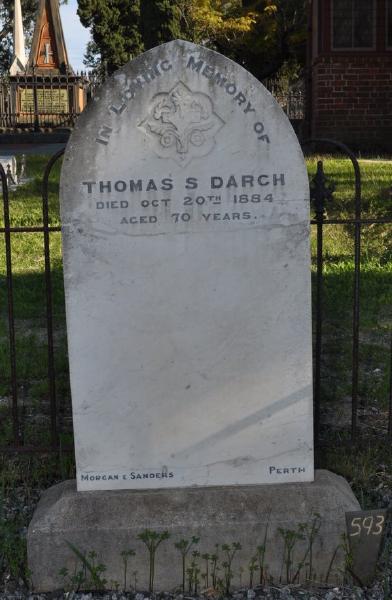 IN LOVING MEMORY OF
THOMAS S DARCH
DIED OCT 20TH 1884
AGED 70 YEARS.
MORGAN & SANDERS PERTH
593